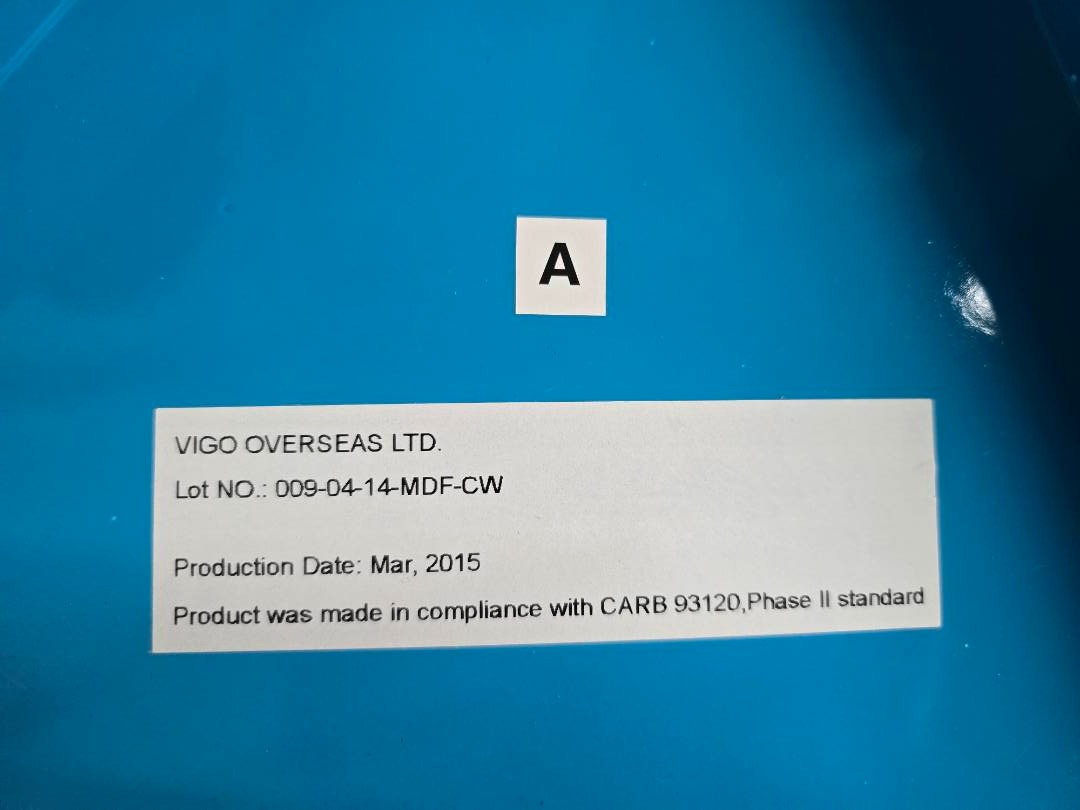 A
VIGO OVERSEAS LTD.
Lot NO.: 009-04-14-MDF-CW
Production Date: Mar, 2015
Product was made in compliance with CARB 93120,Phase II standard